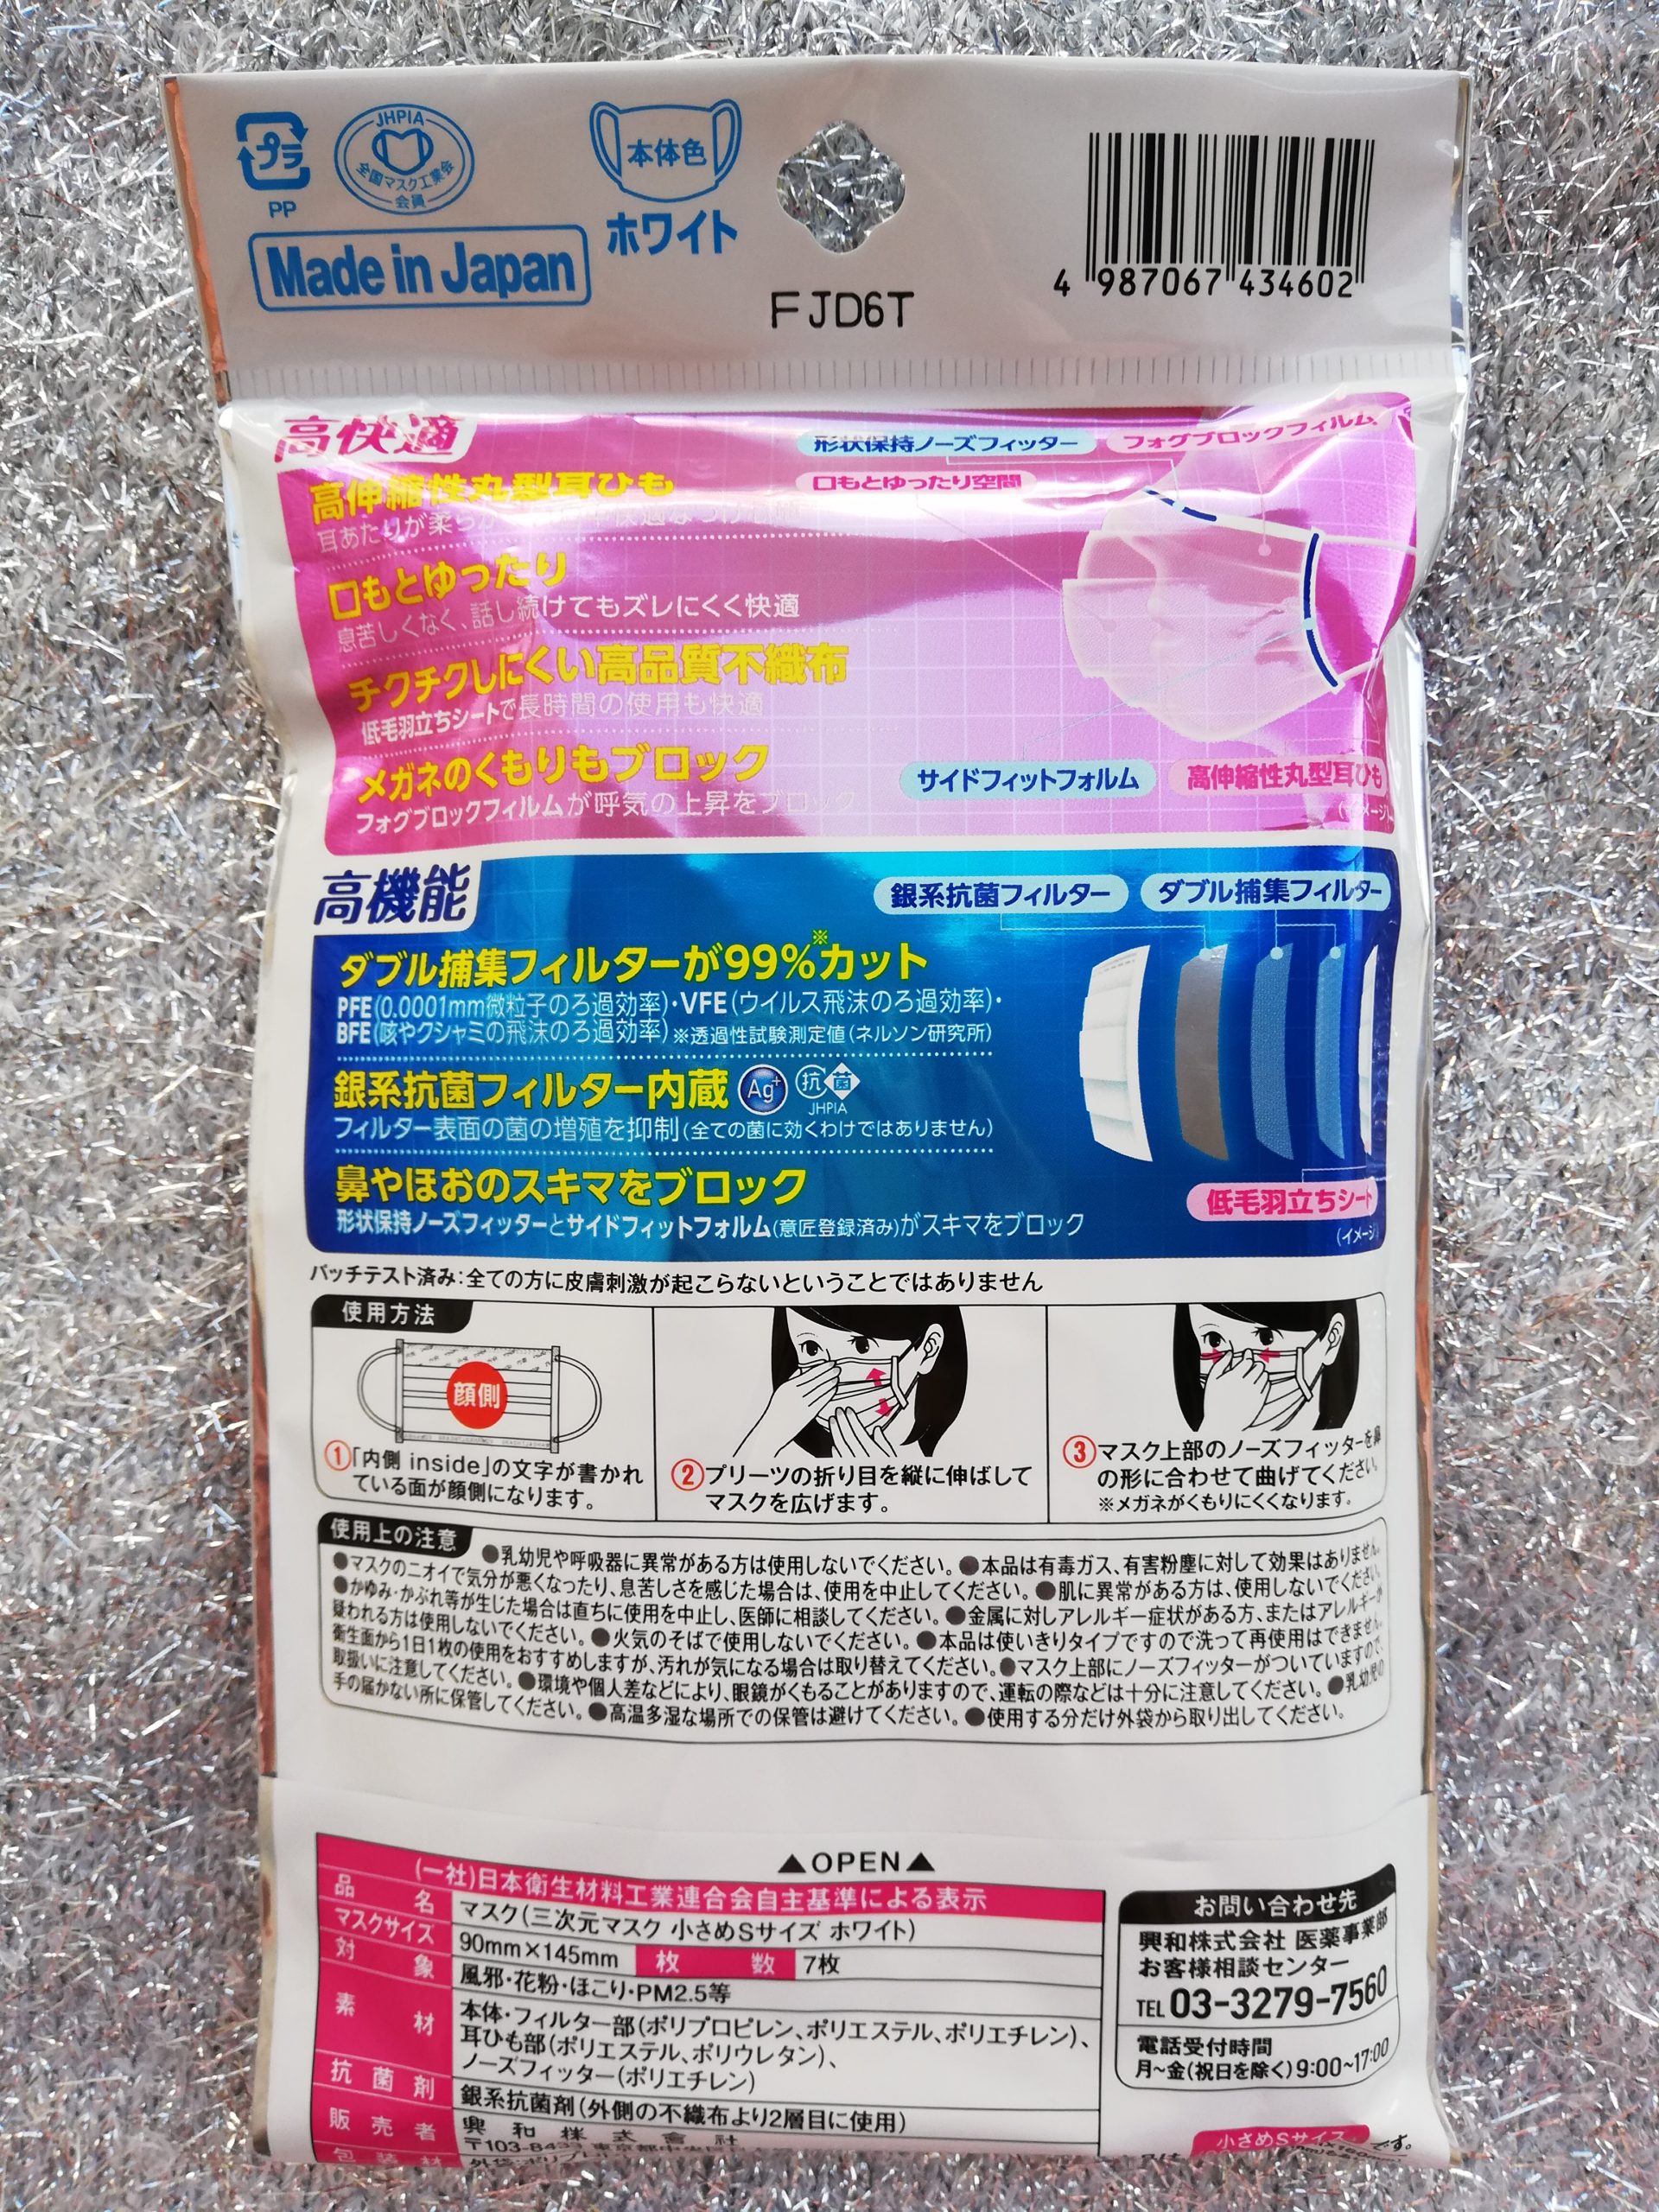 プラ
PP
JHPIA
全国マスク工業会
会員
本体色
ホワイト
Made in Japan
FJD6T
4 987067 434602
高快適
形状保持ノーズフィッター
フォグブロックフィルム
高伸縮性丸型耳ひも
口もとゆったり空間
耳あたりが柔らか
口もとゆったり
息苦しくなく、話し続けてもズレにくく快適
チクチクしにくい高品質不織布
低毛羽立ちシートで長時間の使用も快適
メガネのくもりもブロック
フォグブロックフィルムが呼気の上昇をブロック
サイドフィットフォルム
高伸縮性丸型耳ひも
(イメージ)
高機能
銀系抗菌フィルター
ダブル捕集フィルター
ダブル捕集フィルターが99%※カット
PFE(0.0001mm微粒子のろ過効率)・VFE(ウイルス飛沫のろ過効率)・
BFE(咳やクシャミの飛沫のろ過効率)※透過性試験測定値(ネルソン研究所)
銀系抗菌フィルター内蔵 Ag+ 抗菌
JHPIA
フィルター表面の菌の増殖を抑制(全ての菌に効くわけではありません)
鼻やほおのスキマをブロック
形状保持ノーズフィッターとサイドフィットフォルム(意匠登録済み)がスキマをブロック
低毛羽立ちシート
(イメージ)
パッチテスト済み:全ての方に皮膚刺激が起こらないということではありません
使用方法
顔側
①「内側 inside」の文字が書かれ
ている面が顔側になります。
②プリーツの折り目を縦に伸ばして
マスクを広げます。
③マスク上部のノーズフィッターを鼻
の形に合わせて曲げてください。
※メガネがくもりにくくなります。
使用上の注意
●乳幼児や呼吸器に異常がある方は使用しないでください。●本品は有毒ガス、有害粉塵に対して効果はありません。
●マスクのニオイで気分が悪くなったり、息苦しさを感じた場合は、使用を中止してください。●肌に異常がある方は、使用しないでください。
●かゆみ・かぶれ等が生じた場合は直ちに使用を中止し、医師に相談してください。●金属に対しアレルギー症状がある方、またはアレルギーが
疑われる方は使用しないでください。●火気のそばで使用しないでください。●本品は使いきりタイプですので洗って再使用はできません。
衛生面から1日1枚の使用をおすすめしますが、汚れが気になる場合は取り替えてください。●マスク上部にノーズフィッターがついていますので、
取扱いに注意してください。●環境や個人差などにより、眼鏡がくもることがありますので、運転の際などは十分に注意してください。●乳幼児の
手の届かない所に保管してください。●高温多湿な場所での保管は避けてください。●使用する分だけ外袋から取り出してください。
▲OPEN▲
(一社)日本衛生材料工業連合会自主基準による表示
品名 マスク(三次元マスク 小さめSサイズ ホワイト)
マスクサイズ 90mm×145mm 枚数 7枚
対象 風邪・花粉・ほこり・PM2.5等
素材 本体・フィルター部(ポリプロピレン、ポリエステル、ポリエチレン)、
耳ひも部(ポリエステル、ポリウレタン)、
ノーズフィッター(ポリエチレン)
抗菌剤 銀系抗菌剤(外側の不織布より2層目に使用)
販売者 興和株式会社
〒103-8433 東京都中央区
包装材 外袋:ポリプロピ
お問い合わせ先
興和株式会社 医薬事業部
お客様相談センター
TEL 03-3279-7560
電話受付時間
月~金(祝日を除く)9:00~17:00
小さめSサイズ
です。